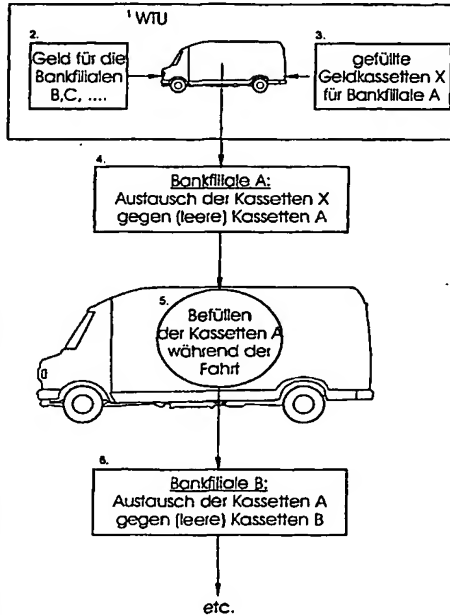 1 WTU
2.
Geld für die
Bankfilialen
B,C, ....
3.
gefüllte
Geldkassetten X
für Bankfiliale A
4.
Bankfiliale A:
Austausch der Kassetten X
gegen (leere) Kassetten A
5.
Befüllen
der Kassetten A
während der
Fahrt
6.
Bankfiliale B:
Austausch der Kassetten A
gegen (leere) Kassetten B
etc.